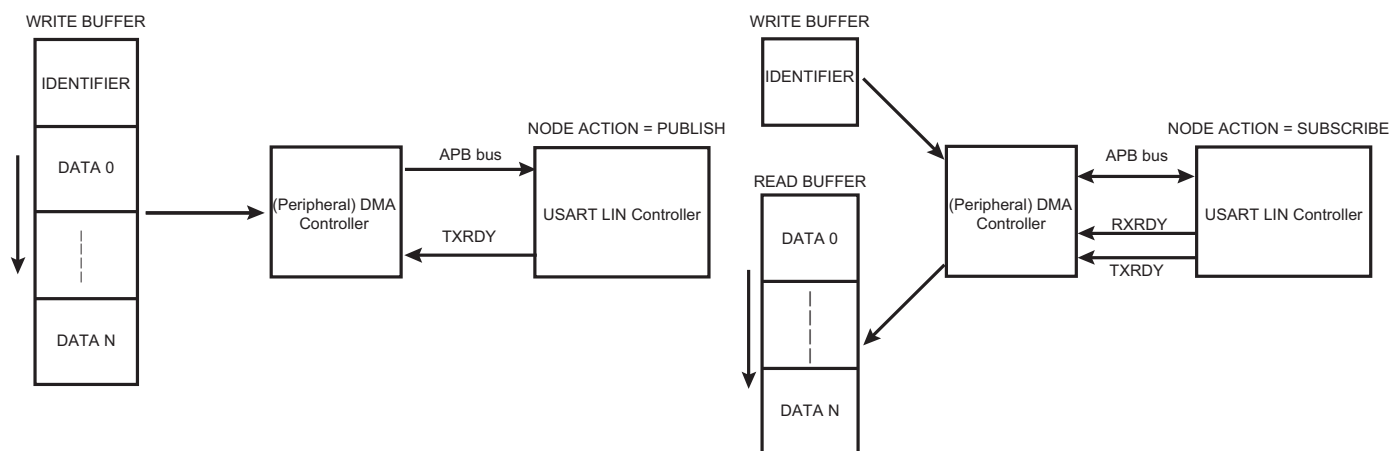 WRITE BUFFER
IDENTIFIER
DATA 0
DATA N
(Peripheral) DMA
Controller
APB bus
TXRDY
NODE ACTION = PUBLISH
USART LIN Controller
WRITE BUFFER
IDENTIFIER
READ BUFFER
DATA 0
DATA N
(Peripheral) DMA
Controller
APB bus
RXRDY
TXRDY
NODE ACTION = SUBSCRIBE
USART LIN Controller